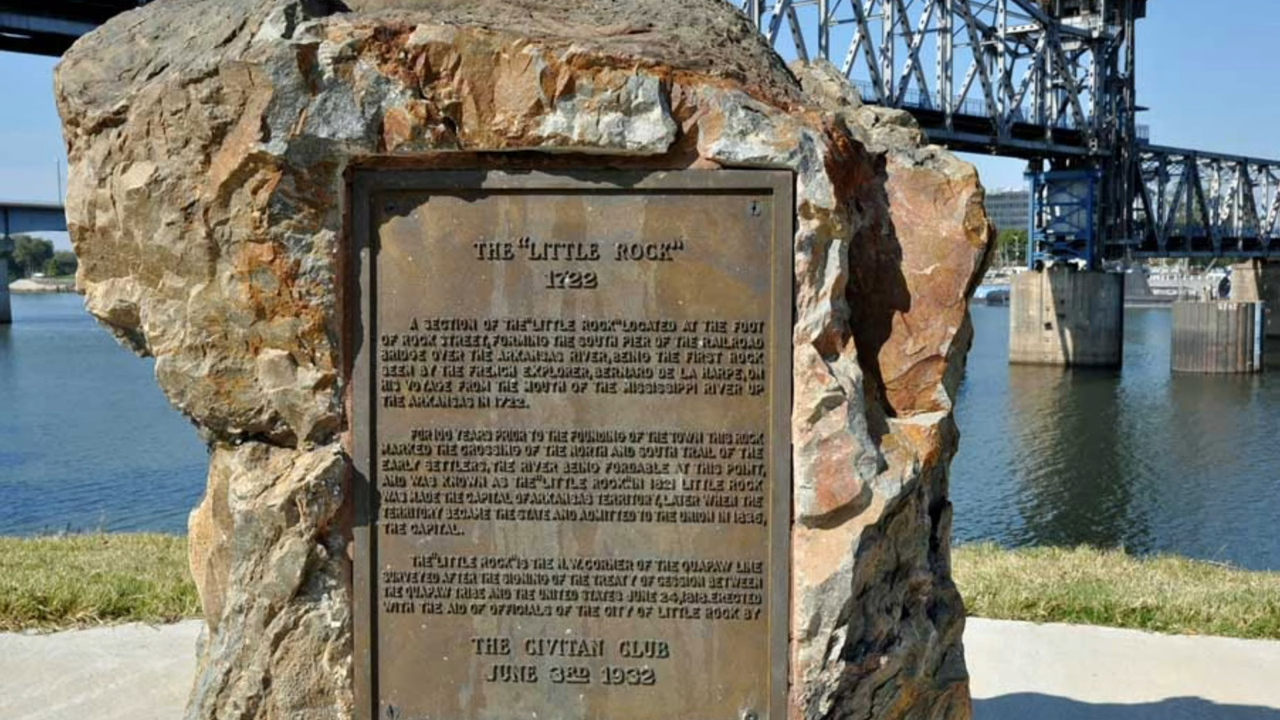 THE "LITTLE ROCK"
1722
A SECTION OF THE "LITTLE ROCK" LOCATED AT THE FOOT
OF ROCK STREET, FORMING THE SOUTH PIER OF THE RAILROAD
BRIDGE OVER THE ARKANSAS RIVER, BEING THE FIRST ROCK
SEEN BY THE FRENCH EXPLORER, BERNARD DE LA HARPE, ON
HIS VOYAGE FROM THE MOUTH OF THE MISSISSIPPI RIVER UP
THE ARKANSAS IN 1722.
FOR 100 YEARS PRIOR TO THE FOUNDING OF THE TOWN THIS ROCK
MARKED THE CROSSING OF THE NORTH AND SOUTH TRAIL OF THE
EARLY SETTLERS, THE RIVER BEING FORDABLE AT THIS POINT,
AND WAS KNOWN AS THE "LITTLE ROCK" IN 1821 LITTLE ROCK
WAS MADE THE CAPITAL OF ARKANSAS TERRITORY, LATER WHEN THE
TERRITORY BECAME THE STATE AND ADMITTED TO THE UNION IN 1836,
THE CAPITAL.
THE "LITTLE ROCK" IS THE N.W. CORNER OF THE QUAPAW LINE
SURVEYED AFTER THE SIGNING OF THE TREATY OF CESSION BETWEEN
THE QUAPAW TRIBE AND THE UNITED STATES JUNE 24, 1818. ERECTED
WITH THE AID OF OFFICIALS OF THE CITY OF LITTLE ROCK BY
THE CIVITAN CLUB
JUNE 3RD 1932